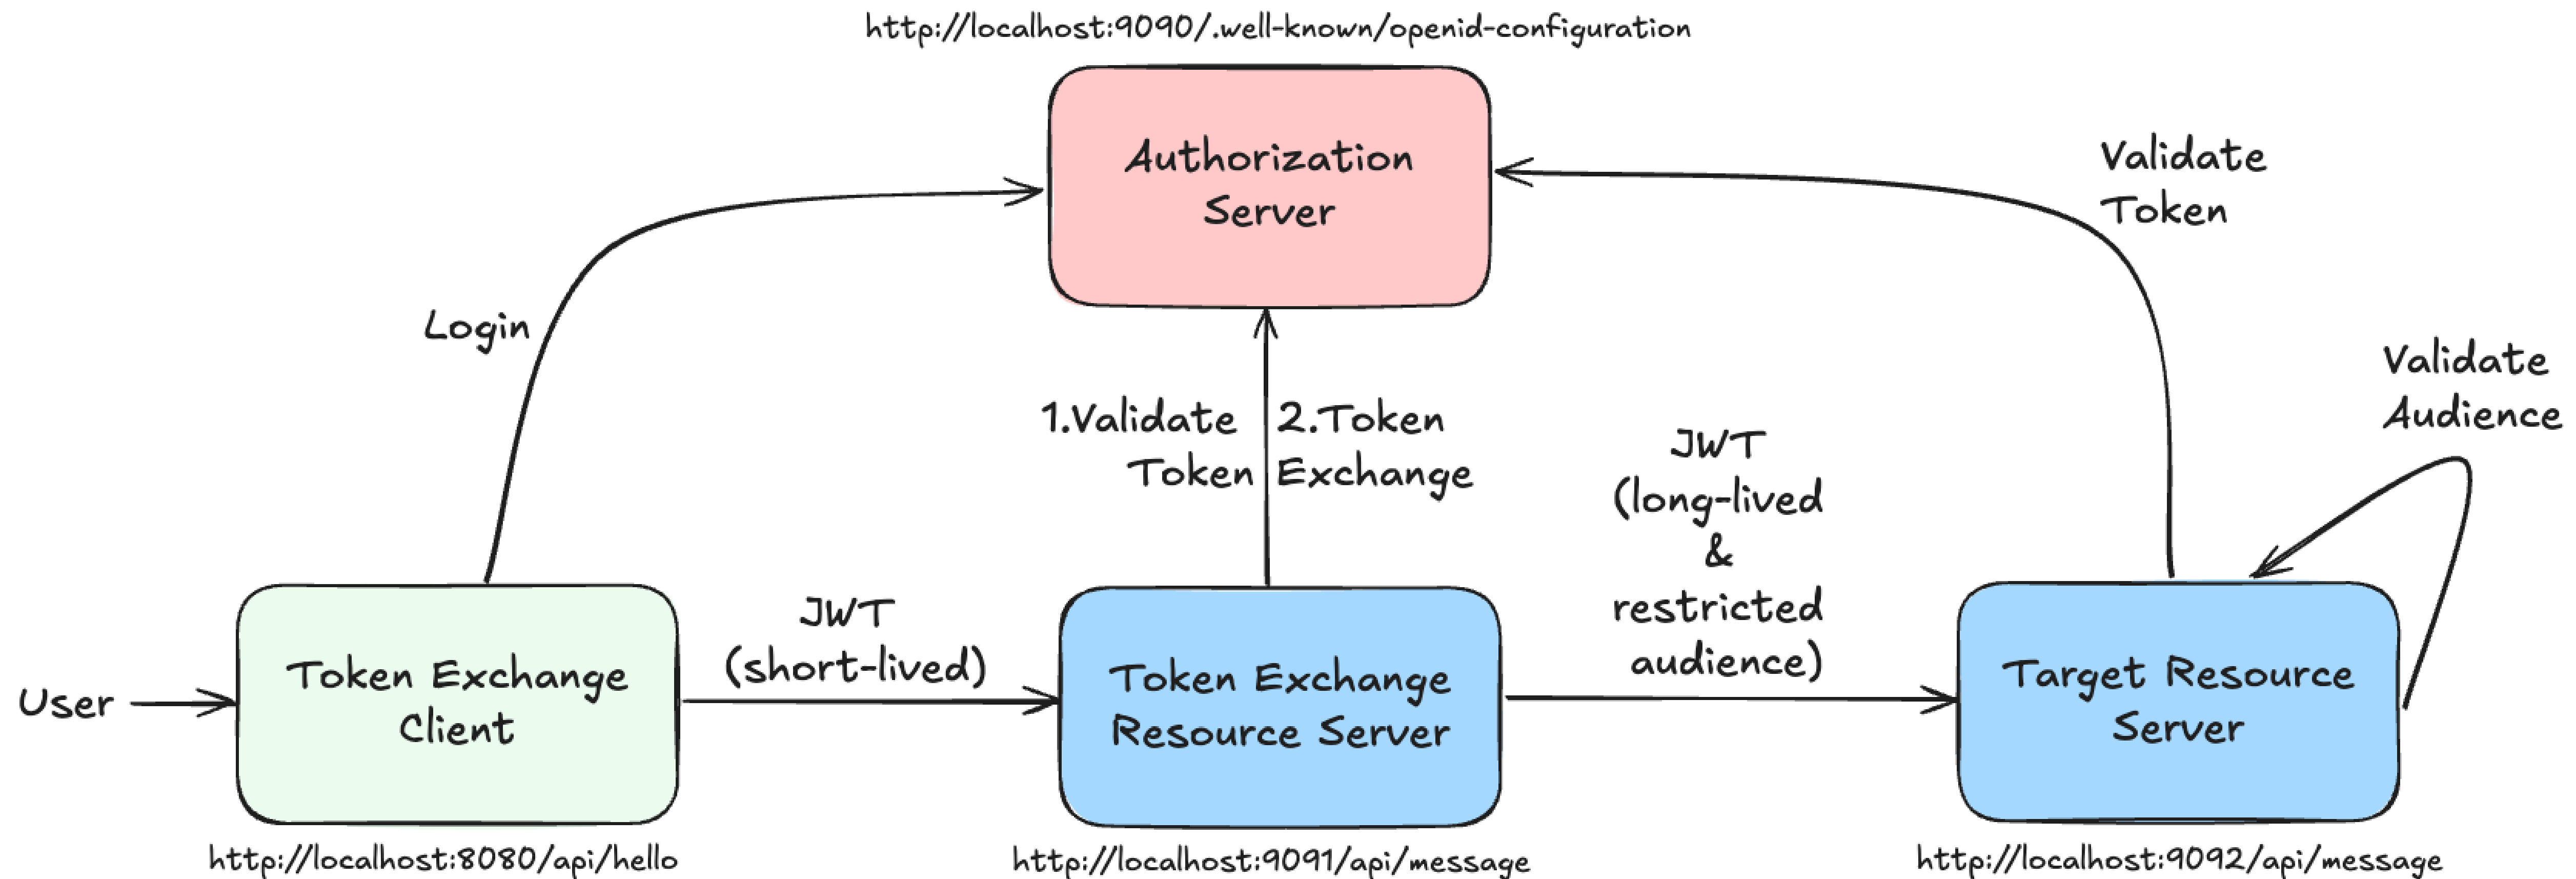 http://localhost:9090/.well-known/openid-configuration
Authorization
Server
Validate
Token
Login
Validate
Audience
1.Validate
Token
2.Token
Exchange
JWT
(long-lived
&
restricted
audience)
JWT
(short-lived)
User
Token Exchange
Client
Token Exchange
Resource Server
Target Resource
Server
http://localhost:8080/api/hello
http://localhost:9091/api/message
http://localhost:9092/api/message